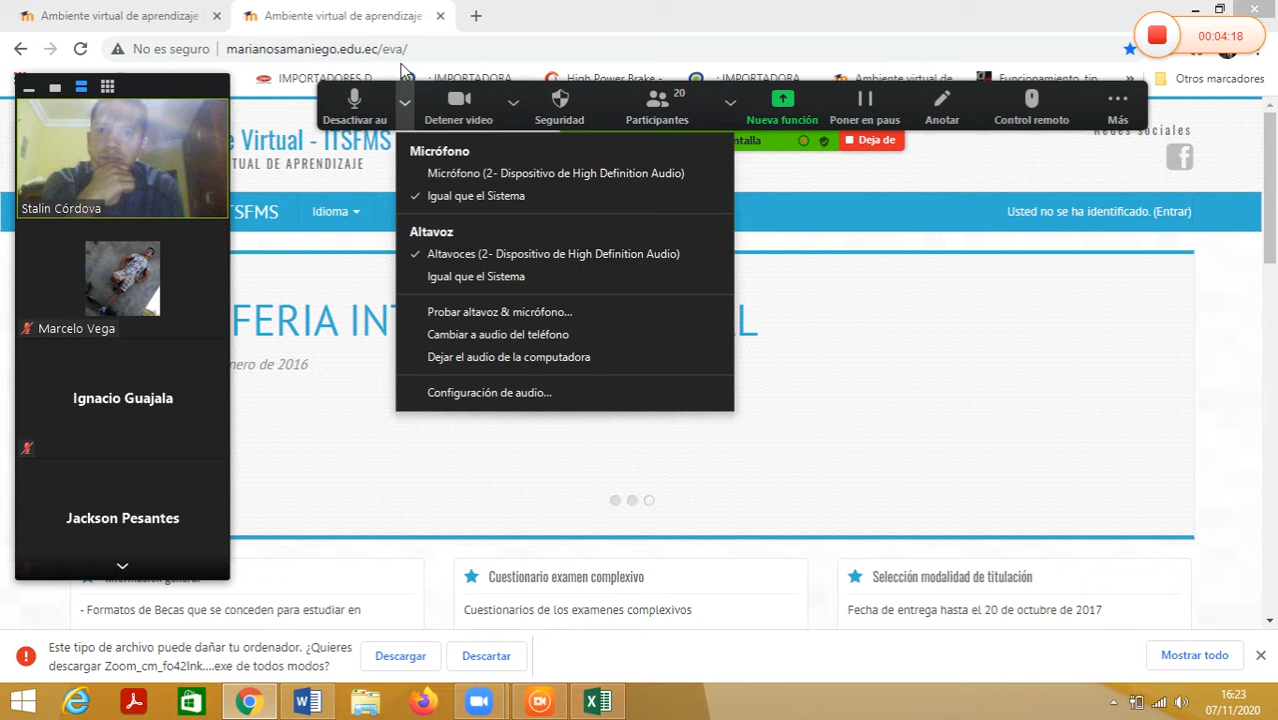 Ambiente virtual de aprendizaje
Ambiente virtual de aprendizaje
No es seguro
marianosamaniego.edu.ec/eva/
00:04:18
IMPORTADORES D
: IMPORTADORA
High Power Brake -
: IMPORTADORA
Ambiente virtual de
Funcionamiento tip
Otros marcadores
Desactivar au
Detener video
Seguridad
20
Participantes
Nueva función
Poner en paus
Anotar
Control remoto
Más
ntalla
Deja de
e Virtual - ITSFMS
TUAL DE APRENDIZAJE
Redes sociales
Stalin Córdova
Marcelo Vega
Ignacio Guajala
Jackson Pesantes
TSFMS
Idioma
Usted no se ha identificado. (Entrar)
Micrófono
Micrófono (2- Dispositivo de High Definition Audio)
Igual que el Sistema
Altavoz
Altavoces (2- Dispositivo de High Definition Audio)
Igual que el Sistema
Probar altavoz & micrófono...
Cambiar a audio del teléfono
Dejar el audio de la computadora
Configuración de audio...
FERIA INT
L
nero de 2016
Información general
- Formatos de Becas que se conceden para estudiar en
Cuestionario examen complexivo
Cuestionarios de los examenes complexivos
Selección modalidad de titulación
Fecha de entrega hasta el 20 de octubre de 2017
Este tipo de archivo puede dañar tu ordenador. ¿Quieres
descargar Zoom_cm_fo42lnk....exe de todos modos?
Descargar
Descartar
Mostrar todo
16:23
07/11/2020